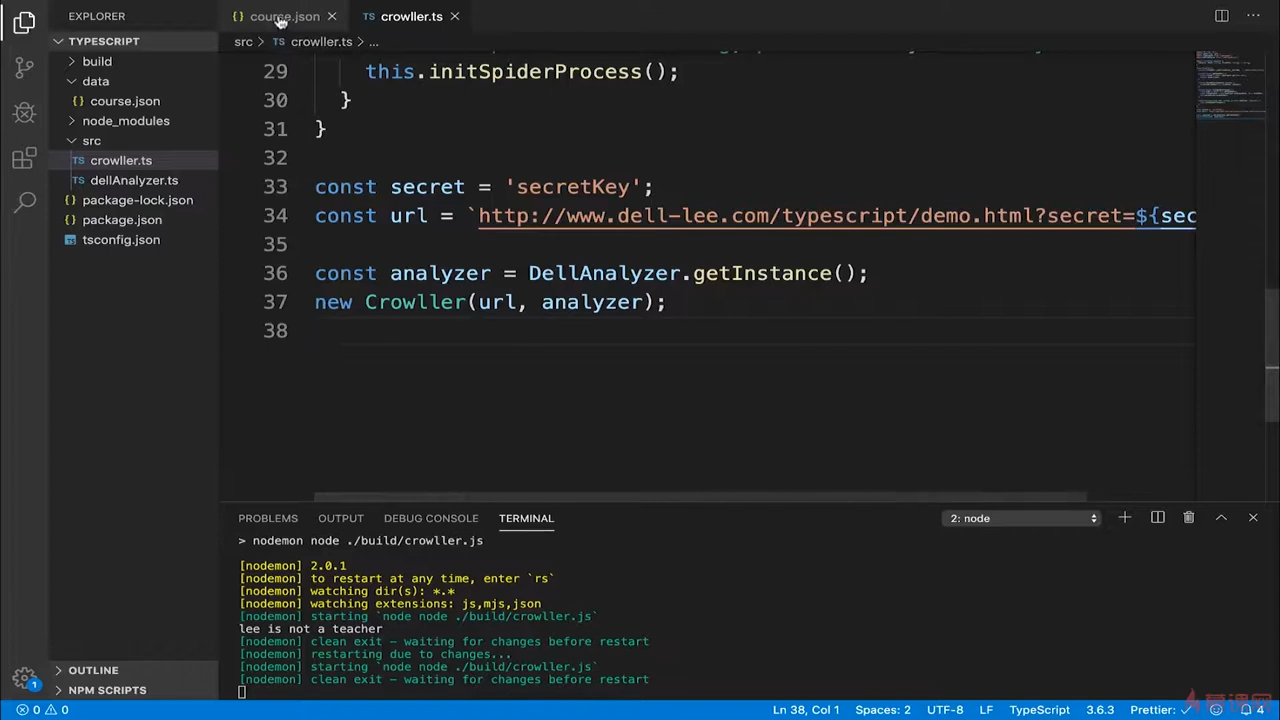 EXPLORER
{} course.json ×
TS crowller.ts ×
TYPESCRIPT
src > TS crowller.ts > ...
build
data
{} course.json
node_modules
src
TS crowller.ts
TS dellAnalyzer.ts
{} package-lock.json
{} package.json
tsconfig.json
29 this.initSpiderProcess();
30 }
31 }
32
33 const secret = 'secretKey';
34 const url = `http://www.dell-lee.com/typescript/demo.html?secret=${sec
35
36 const analyzer = DellAnalyzer.getInstance();
37 new Crowller(url, analyzer);
38
PROBLEMS OUTPUT DEBUG CONSOLE TERMINAL 2: node
> nodemon node ./build/crowller.js
[nodemon] 2.0.1
[nodemon] to restart at any time, enter `rs`
[nodemon] watching dir(s): *.*
[nodemon] watching extensions: js,mjs,json
[nodemon] starting `node node ./build/crowller.js`
lee is not a teacher
[nodemon] clean exit - waiting for changes before restart
[nodemon] restarting due to changes...
[nodemon] starting `node node ./build/crowller.js`
[nodemon] clean exit - waiting for changes before restart
OUTLINE
NPM SCRIPTS
1
0 0 Ln 38, Col 1 Spaces: 2 UTF-8 LF TypeScript 3.6.3 Prettier: ✓ 4
慕课网